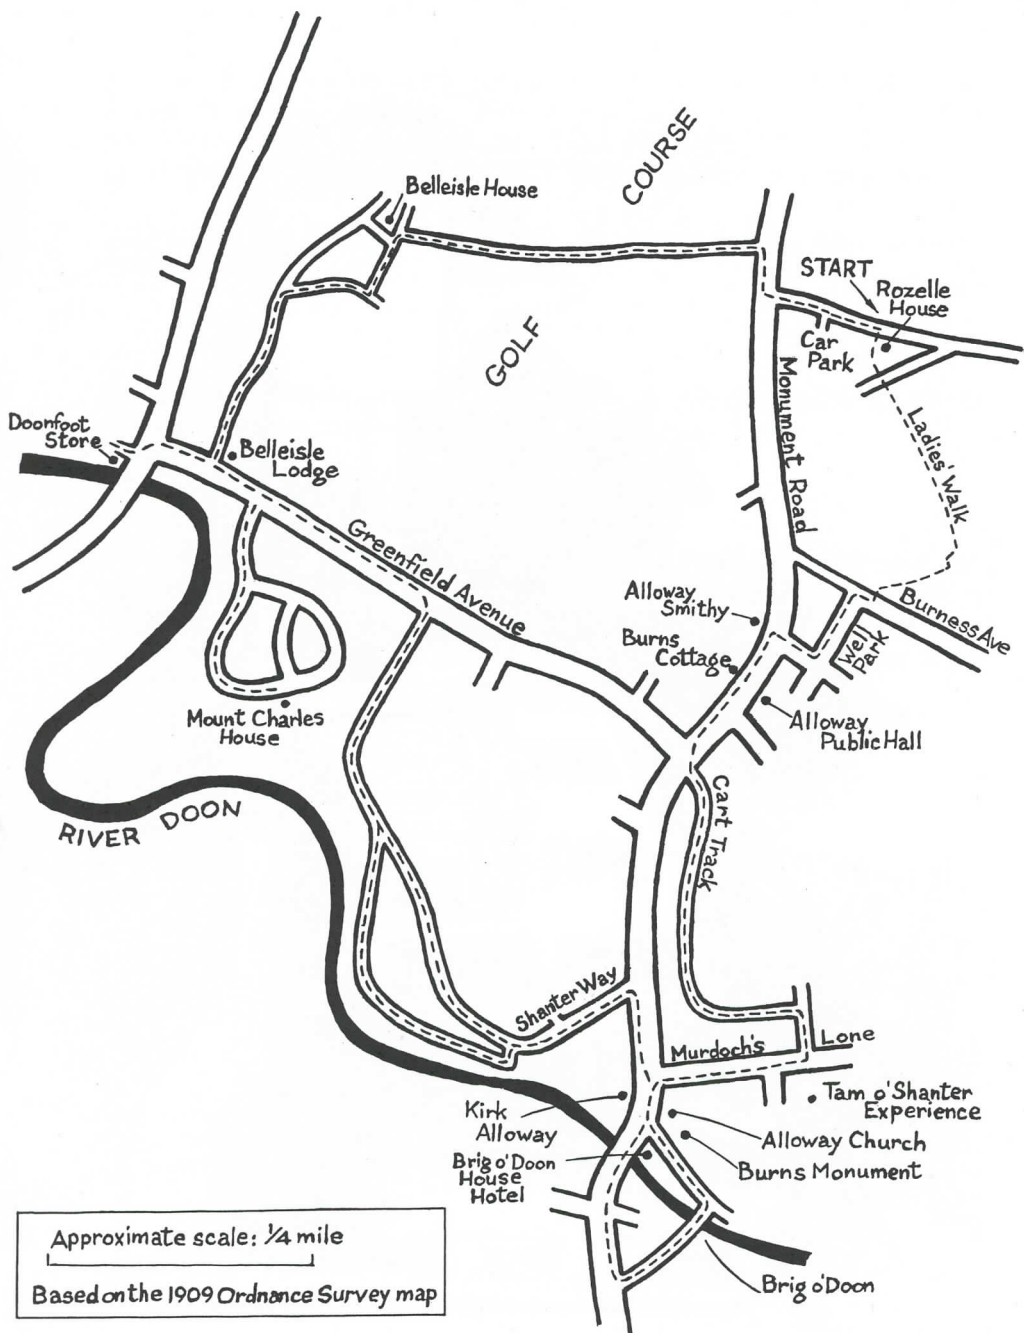 COURSE
Belleisle House
START
Rozelle
House
GOLF
Car
Park
Monument Road
Ladies' Walk
Doonfoot
Store
Belleisle
Lodge
Greenfield Avenue
Alloway
Smithy
Burness Ave
Burns
Cottage
Well
Park
Mount Charles
House
Alloway
Public Hall
RIVER DOON
Cart Track
Shanter Way
Murdoch's Lone
Tam o' Shanter
Experience
Kirk
Alloway
Alloway Church
Brig o' Doon
House
Hotel
Burns Monument
Brig o' Doon
Approximate scale: ¼ mile
Based on the 1909 Ordnance Survey map